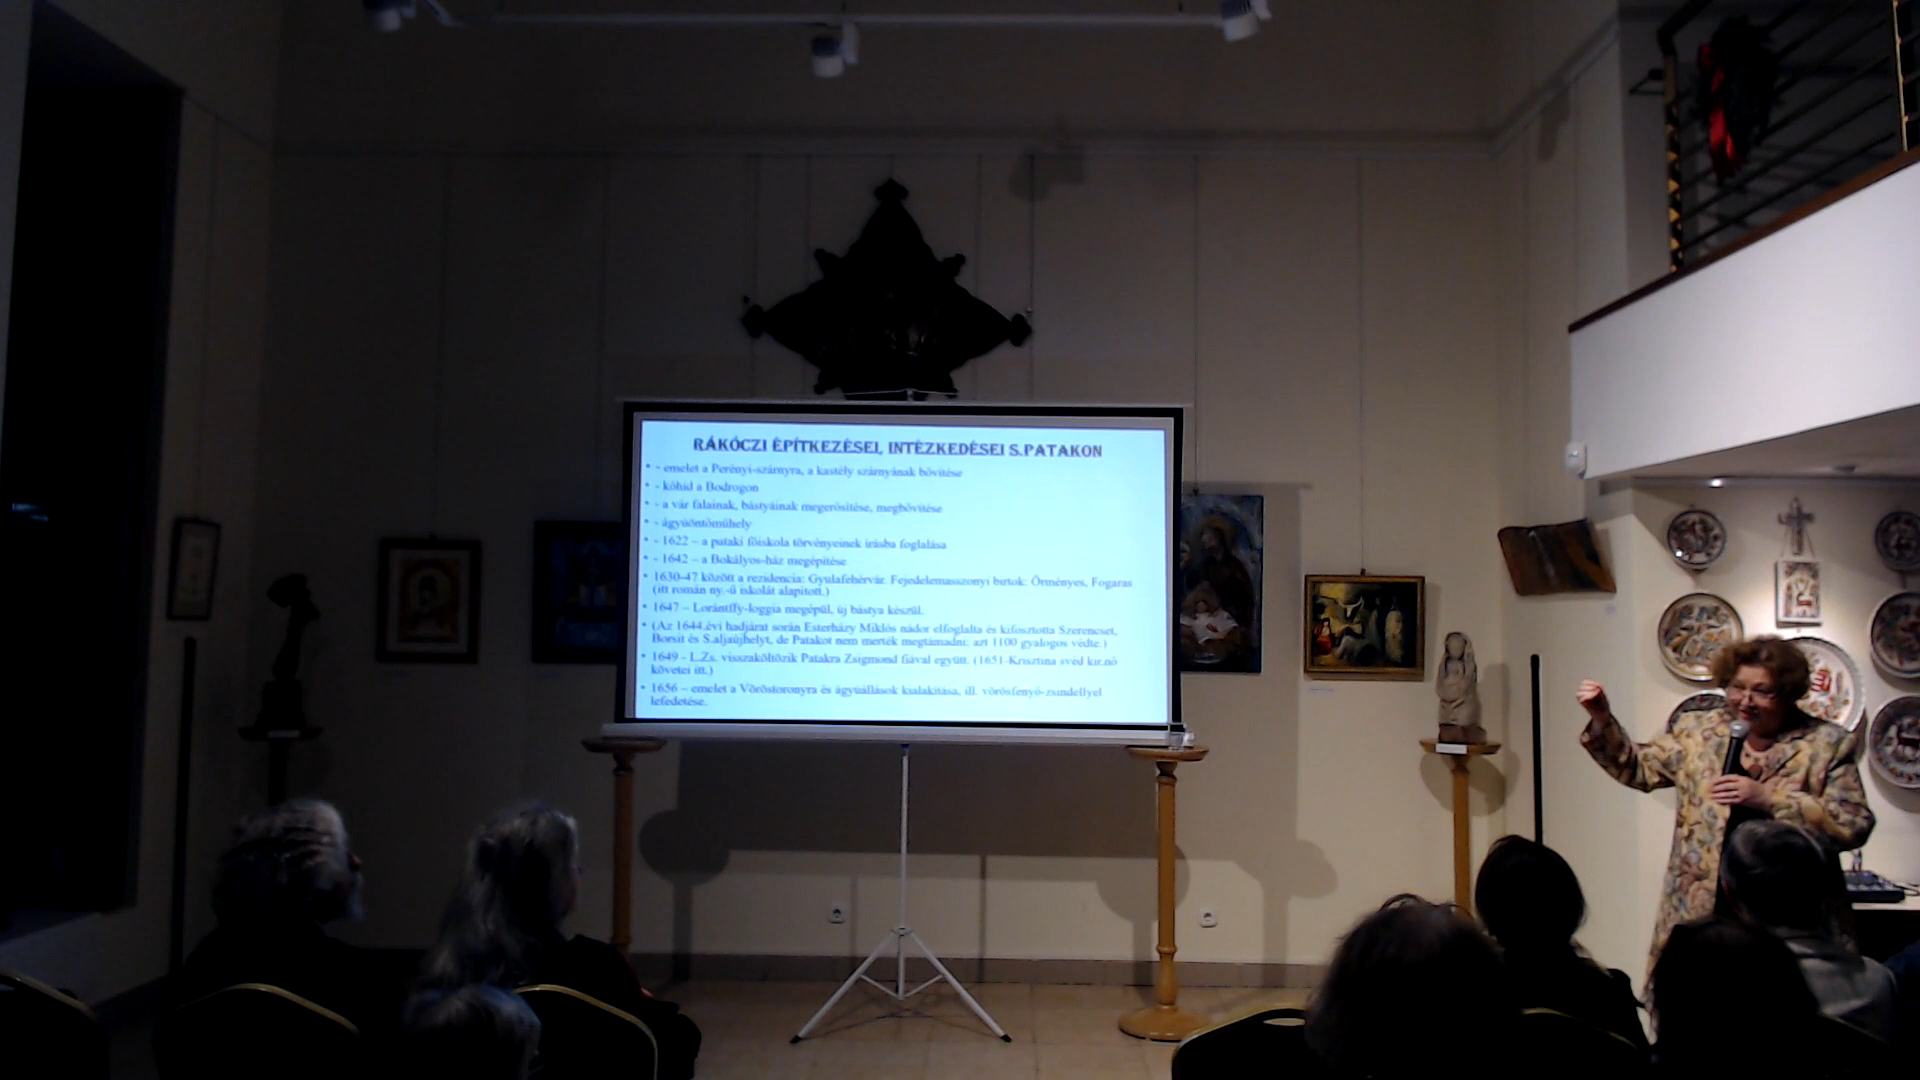 RÁKÓCZI ÉPÍTKEZÉSEI, INTÉZKEDÉSEI S.PATAKON
• - emelet a Perényi-szárnyra, a kastély szárnyának bővítése
• - kőhíd a Bodrogon
• - a vár falainak, bástyáinak megerősítése, megbővítése
• - ágyúöntőműhely
• - 1622 – a pataki főiskola törvényeinek írásba foglalása
• - 1642 – a Bokályos-ház megépítése
• 1630-47 között a rezidencia: Gyulafehérvár. Fejedelemasszonyi birtok: Örményes, Fogaras
(itt román ny.-ű iskolát alapított.)
• 1647 – Lorántffy-loggia megépül, új bástya készül.
• (Az 1644.évi hadjárat során Esterházy Miklós nádor elfoglalta és kifosztotta Szerencset,
Borsit és S.aljaújhelyt, de Patakot nem merték megtámadni; azt 1100 gyalogos védte.)
• 1649 - L.Zs. visszaköltözik Patakra Zsigmond fiával együtt. (1651-Krisztina svéd kir.nő
követei itt.)
• 1656 – emelet a Vöröstoronyra és ágyúállások kialakítása, ill. vörösfenyő-zsindellyel
lefedetése.